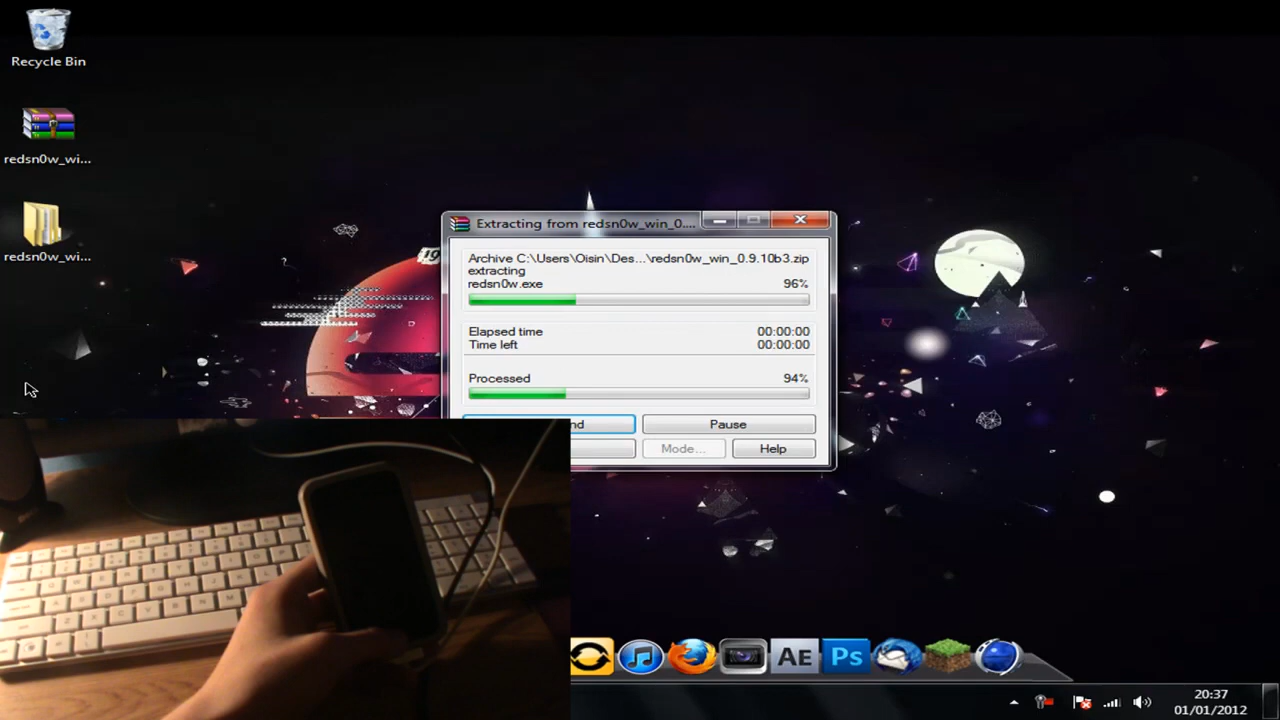 Recycle Bin
redsn0w_wi...
redsn0w_wi...
Extracting from redsn0w_win_0....
Archive C:\Users\Oisin\Des...\redsn0w_win_0.9.10b3.zip
extracting
redsn0w.exe 96%
Elapsed time 00:00:00
Time left 00:00:00
Processed 94%
nd Pause
Mode... Help
AE Ps
20:37
01/01/2012